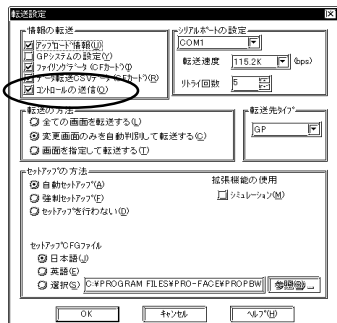 転送設定
情報の転送
アップロード情報(U)
GPシステムの設定(Y)
ファイリングデータ(CFカード)(I)
データ転送CSVデータ(CFカード)(R)
コントロールの送信(O)
シリアルポートの設定
COM1
転送速度 115.2K (bps)
リトライ回数 5
転送の方法
全ての画面を転送する(L)
変更画面のみを自動判別して転送する(C)
画面を指定して転送する(T)
転送先タイプ
GP
セットアップの方法
自動セットアップ(A)
強制セットアップ(F)
セットアップを行わない(D)
拡張機能の使用
シミュレーション(M)
セットアップCFGファイル
日本語(J)
英語(E)
選択(S) C:¥PROGRAM FILES¥PRO-FACE¥PROPBW
参照(B)...
OK
キャンセル
ヘルプ(H)